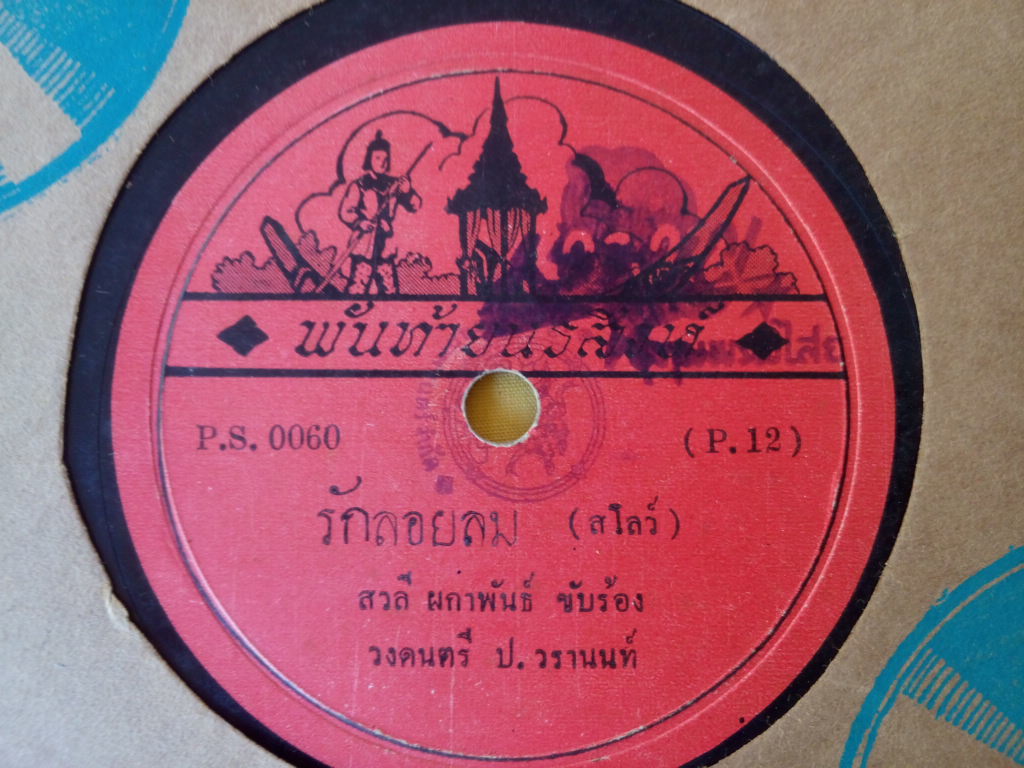 พันท้ายนรสิงห์
P.S. 0060
(P.12)
รักลอยลม (สโลว์)
สวลี ผกาพันธ์ ขับร้อง
วงดนตรี ป. วรานนท์